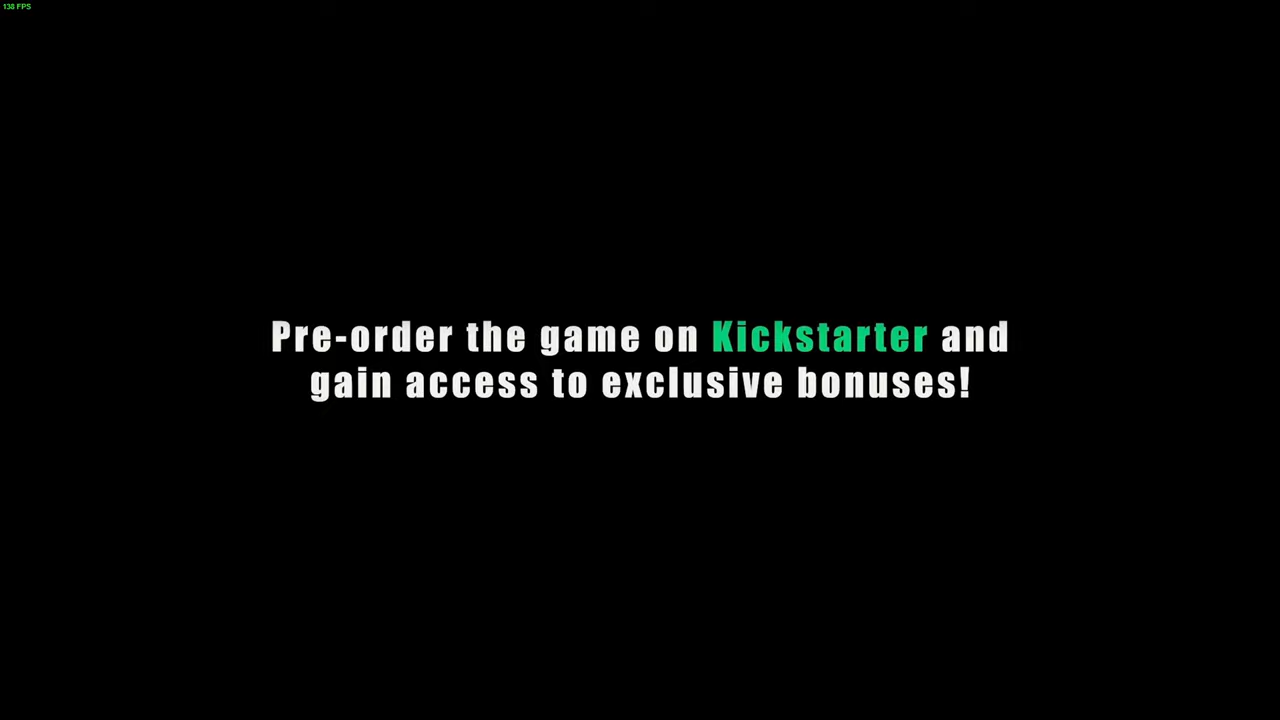 138 FPS
Pre-order the game on Kickstarter and
gain access to exclusive bonuses!